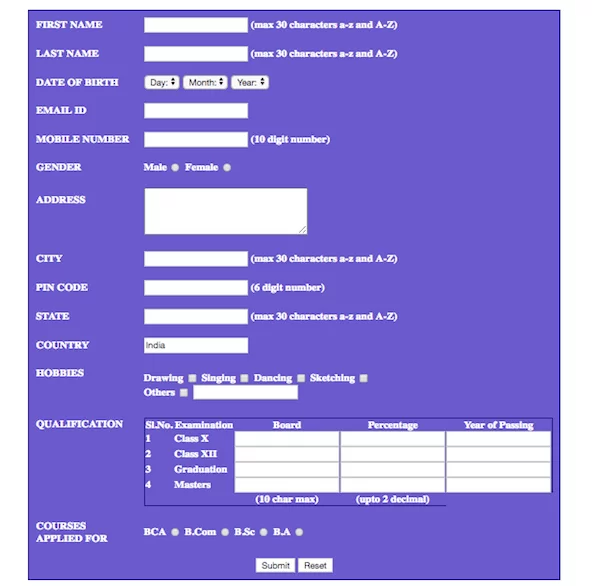 FIRST NAME (max 30 characters a-z and A-Z)
LAST NAME (max 30 characters a-z and A-Z)
DATE OF BIRTH Day: Month: Year:
EMAIL ID
MOBILE NUMBER (10 digit number)
GENDER Male Female
ADDRESS
CITY (max 30 characters a-z and A-Z)
PIN CODE (6 digit number)
STATE (max 30 characters a-z and A-Z)
COUNTRY India
HOBBIES
Drawing Singing Dancing Sketching
Others
QUALIFICATION Sl.No. Examination Board Percentage Year of Passing
1 Class X
2 Class XII
3 Graduation
4 Masters
(10 char max) (upto 2 decimal)
COURSES
APPLIED FOR
BCA B.Com B.Sc B.A
Submit Reset